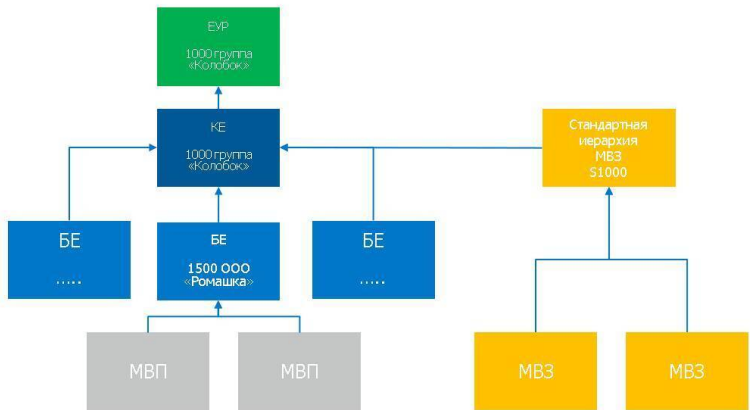 ЕУР
1000 группа
«Колобок»
КЕ
1000 группа
«Колобок»
Стандартная
иерархия
МВЗ
S1000
БЕ
.....
БЕ
1500 ООО
«Ромашка»
БЕ
.....
МВП
МВП
МВЗ
МВЗ